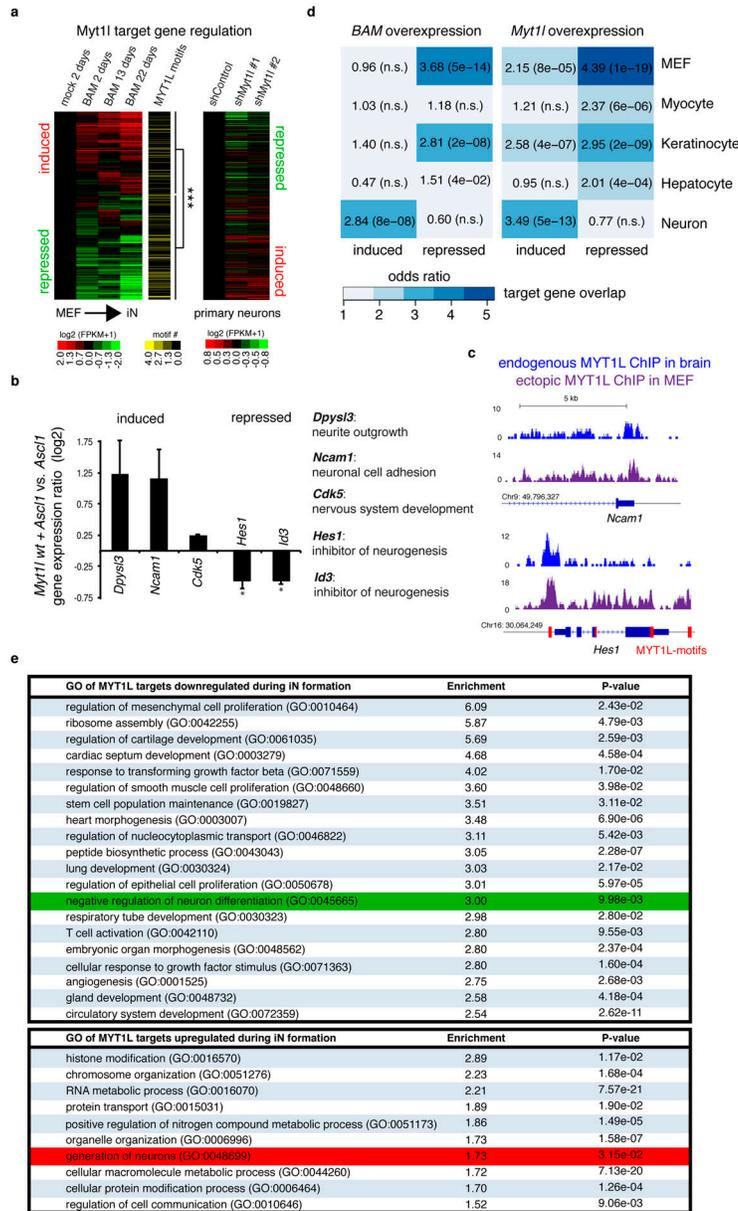 a
Myt1l target gene regulation
mock 2 days
BAM 2 days
BAM 13 days
BAM 22 days
MYT1L motifs
shControl
shMyt1l #1
shMyt1l #2
induced
repressed
***
repressed
induced
MEF iN
primary neurons
log2 (FPKM+1)
2.0
1.3
0.7
0.0
-0.7
-1.3
-2.0
motif #
4.0
2.7
1.3
0.0
log2 (FPKM+1)
0.8
0.5
0.3
0.0
-0.3
-0.5
-0.8
d
BAM overexpression
Myt1l overexpression
0.96 (n.s.) 3.68 (5e−14) 2.15 (8e−05) 4.39 (1e−19) MEF
1.03 (n.s.) 1.18 (n.s.) 1.21 (n.s.) 2.37 (6e−06) Myocyte
1.40 (n.s.) 2.81 (2e−08) 2.58 (4e−07) 2.95 (2e−09) Keratinocyte
0.47 (n.s.) 1.51 (4e−02) 0.95 (n.s.) 2.01 (4e−04) Hepatocyte
2.84 (8e−08) 0.60 (n.s.) 3.49 (5e−13) 0.77 (n.s.) Neuron
induced repressed induced repressed
odds ratio
target gene overlap
1 2 3 4 5
b
induced repressed
Myt1l wt + Ascl1 vs. Ascl1
gene expression ratio (log2)
1.75
1.25
0.75
0.25
-0.25
-0.75
Dpysl3
Ncam1
Cdk5
Hes1
Id3
*
*
Dpysl3:
neurite outgrowth
Ncam1:
neuronal cell adhesion
Cdk5:
nervous system development
Hes1:
inhibitor of neurogenesis
Id3:
inhibitor of neurogenesis
c
endogenous MYT1L ChIP in brain
ectopic MYT1L ChIP in MEF
5 kb
10
0 0
14
0 0
Chr9: 49,796,327
Ncam1
12
0 0
18
0 0
Chr16: 30,064,249
Hes1 MYT1L-motifs
e
GO of MYT1L targets downregulated during iN formation Enrichment P-value
regulation of mesenchymal cell proliferation (GO:0010464) 6.09 2.43e-02
ribosome assembly (GO:0042255) 5.87 4.79e-03
regulation of cartilage development (GO:0061035) 5.69 2.59e-03
cardiac septum development (GO:0003279) 4.68 4.58e-04
response to transforming growth factor beta (GO:0071559) 4.02 1.70e-02
regulation of smooth muscle cell proliferation (GO:0048660) 3.60 3.98e-02
stem cell population maintenance (GO:0019827) 3.51 3.11e-02
heart morphogenesis (GO:0003007) 3.48 6.90e-06
regulation of nucleocytoplasmic transport (GO:0046822) 3.11 5.42e-03
peptide biosynthetic process (GO:0043043) 3.05 2.28e-07
lung development (GO:0030324) 3.03 2.17e-02
regulation of epithelial cell proliferation (GO:0050678) 3.01 5.97e-05
negative regulation of neuron differentiation (GO:0045665) 3.00 9.98e-03
respiratory tube development (GO:0030323) 2.98 2.80e-02
T cell activation (GO:0042110) 2.80 9.55e-03
embryonic organ morphogenesis (GO:0048562) 2.80 2.37e-04
cellular response to growth factor stimulus (GO:0071363) 2.80 1.60e-04
angiogenesis (GO:0001525) 2.75 2.68e-03
gland development (GO:0048732) 2.58 4.18e-04
circulatory system development (GO:0072359) 2.54 2.62e-11
GO of MYT1L targets upregulated during iN formation Enrichment P-value
histone modification (GO:0016570) 2.89 1.17e-02
chromosome organization (GO:0051276) 2.23 1.68e-04
RNA metabolic process (GO:0016070) 2.21 7.57e-21
protein transport (GO:0015031) 1.89 1.90e-02
positive regulation of nitrogen compound metabolic process (GO:0051173) 1.86 1.49e-05
organelle organization (GO:0006996) 1.73 1.58e-07
generation of neurons (GO:0048699) 1.73 3.15e-02
cellular macromolecule metabolic process (GO:0044260) 1.72 7.13e-20
cellular protein modification process (GO:0006464) 1.70 1.26e-04
regulation of cell communication (GO:0010646) 1.52 9.06e-03